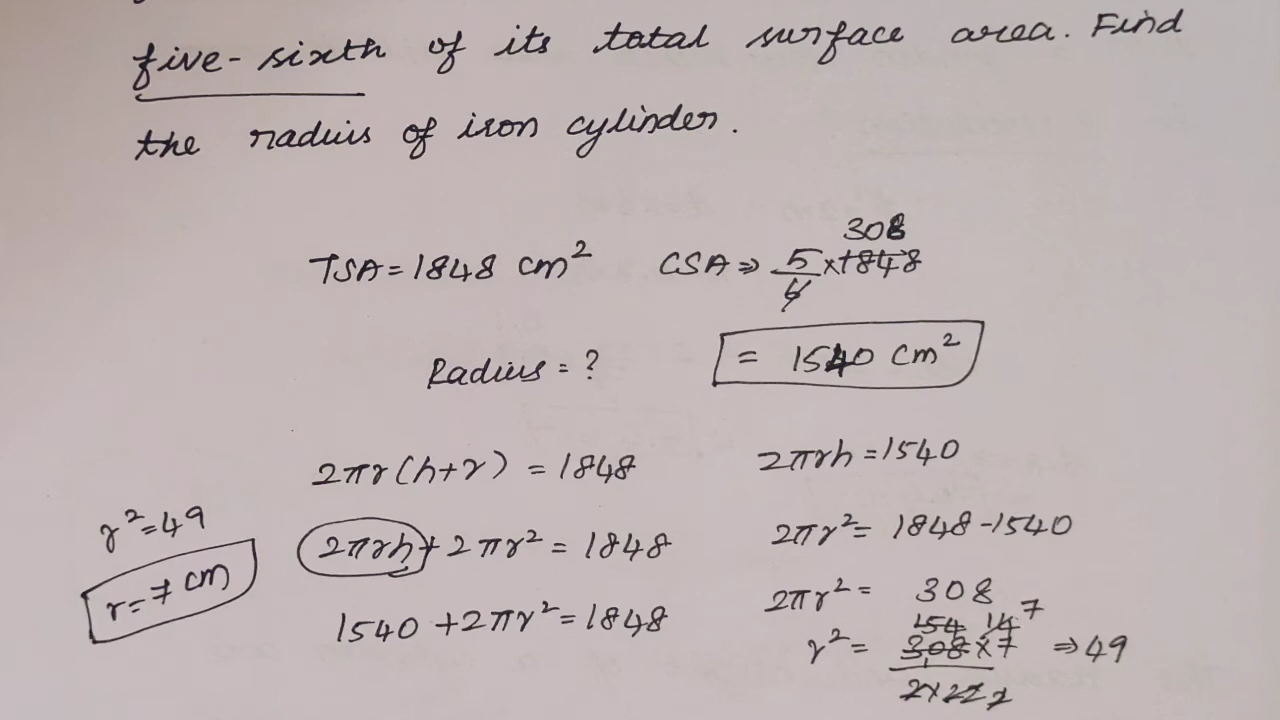 five-sixth of its total surface area. Find
the radius of iron cylinder.
TSA = 1848 cm² CSA ⇒ 5/6 × 1848 308
Radius = ? = 1540 cm²
2πr(h+r) = 1848 2πrh = 1540
r² = 49 2πrh + 2πr² = 1848 2πr² = 1848 - 1540
r = 7 cm 1540 + 2πr² = 1848 2πr² = 308
154 14 7
r² = 308 × 7 ⇒ 49
2 × 22